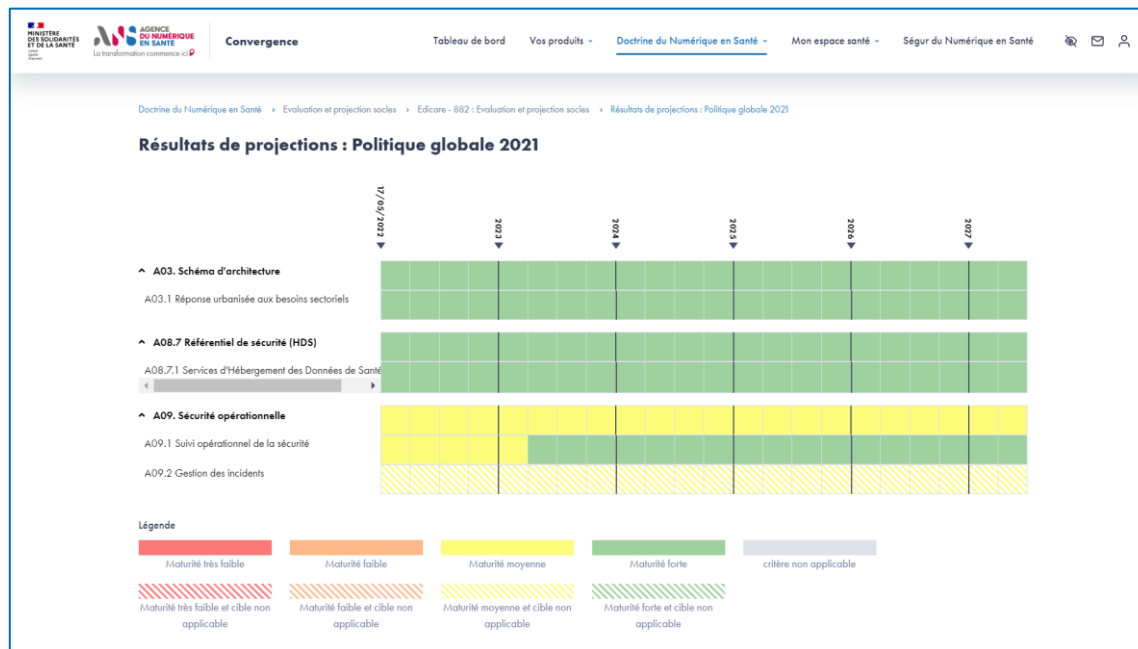 MINISTÈRE
DES SOLIDARITÉS
ET DE LA SANTÉ
AGENCE
DU NUMÉRIQUE
EN SANTÉ
La transformation commence ici
Convergence
Tableau de bord
Vos produits
Doctrine du Numérique en Santé
Mon espace santé
Ségur du Numérique en Santé
Doctrine du Numérique en Santé > Evaluation et projection socles > Edicare - 882 : Evaluation et projection socles > Résultats de projections : Politique globale 2021
Résultats de projections : Politique globale 2021
17/05/2022
2023
2024
2025
2026
2027
A03. Schéma d'architecture
A03.1 Réponse urbanisée aux besoins sectoriels
A08.7 Référentiel de sécurité (HDS)
A08.7.1 Services d'Hébergement des Données de Santé
A09. Sécurité opérationnelle
A09.1 Suivi opérationnel de la sécurité
A09.2 Gestion des incidents
Légende
Maturité très faible
Maturité faible
Maturité moyenne
Maturité forte
critère non applicable
Maturité très faible et cible non
applicable
Maturité faible et cible non
applicable
Maturité moyenne et cible non
applicable
Maturité forte et cible non
applicable